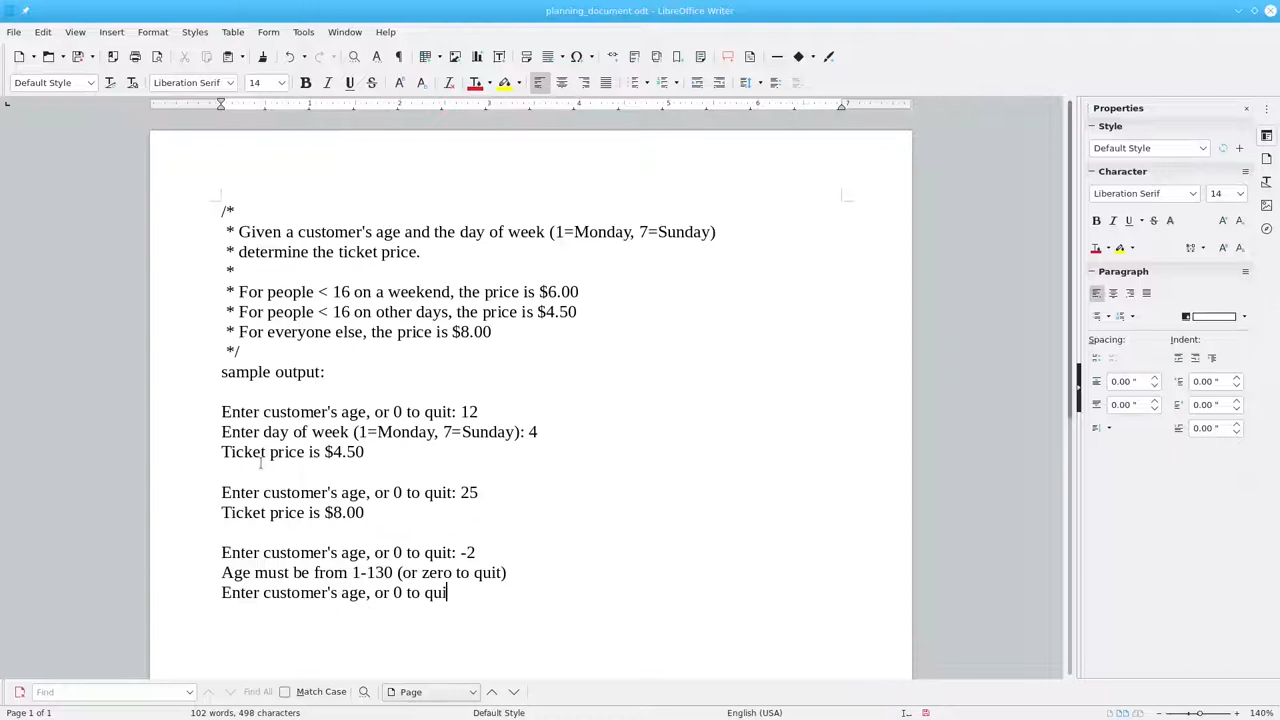 planning_document.odt - LibreOffice Writer
File Edit View Insert Format Styles Table Form Tools Window Help
Default Style Liberation Serif 14
1 2 3 4 5 6 7
Properties
Style
Default Style
Character
Liberation Serif 14
Paragraph
Spacing: Indent:
0.00 " 0.00 "
0.00 " 0.00 "
0.00 "
/*
* Given a customer's age and the day of week (1=Monday, 7=Sunday)
* determine the ticket price.
*
* For people < 16 on a weekend, the price is $6.00
* For people < 16 on other days, the price is $4.50
* For everyone else, the price is $8.00
*/
sample output:
Enter customer's age, or 0 to quit: 12
Enter day of week (1=Monday, 7=Sunday): 4
Ticket price is $4.50
Enter customer's age, or 0 to quit: 25
Ticket price is $8.00
Enter customer's age, or 0 to quit: -2
Age must be from 1-130 (or zero to quit)
Enter customer's age, or 0 to qui
Find Find All Match Case Page
Page 1 of 1 102 words, 498 characters Default Style English (USA) 140%